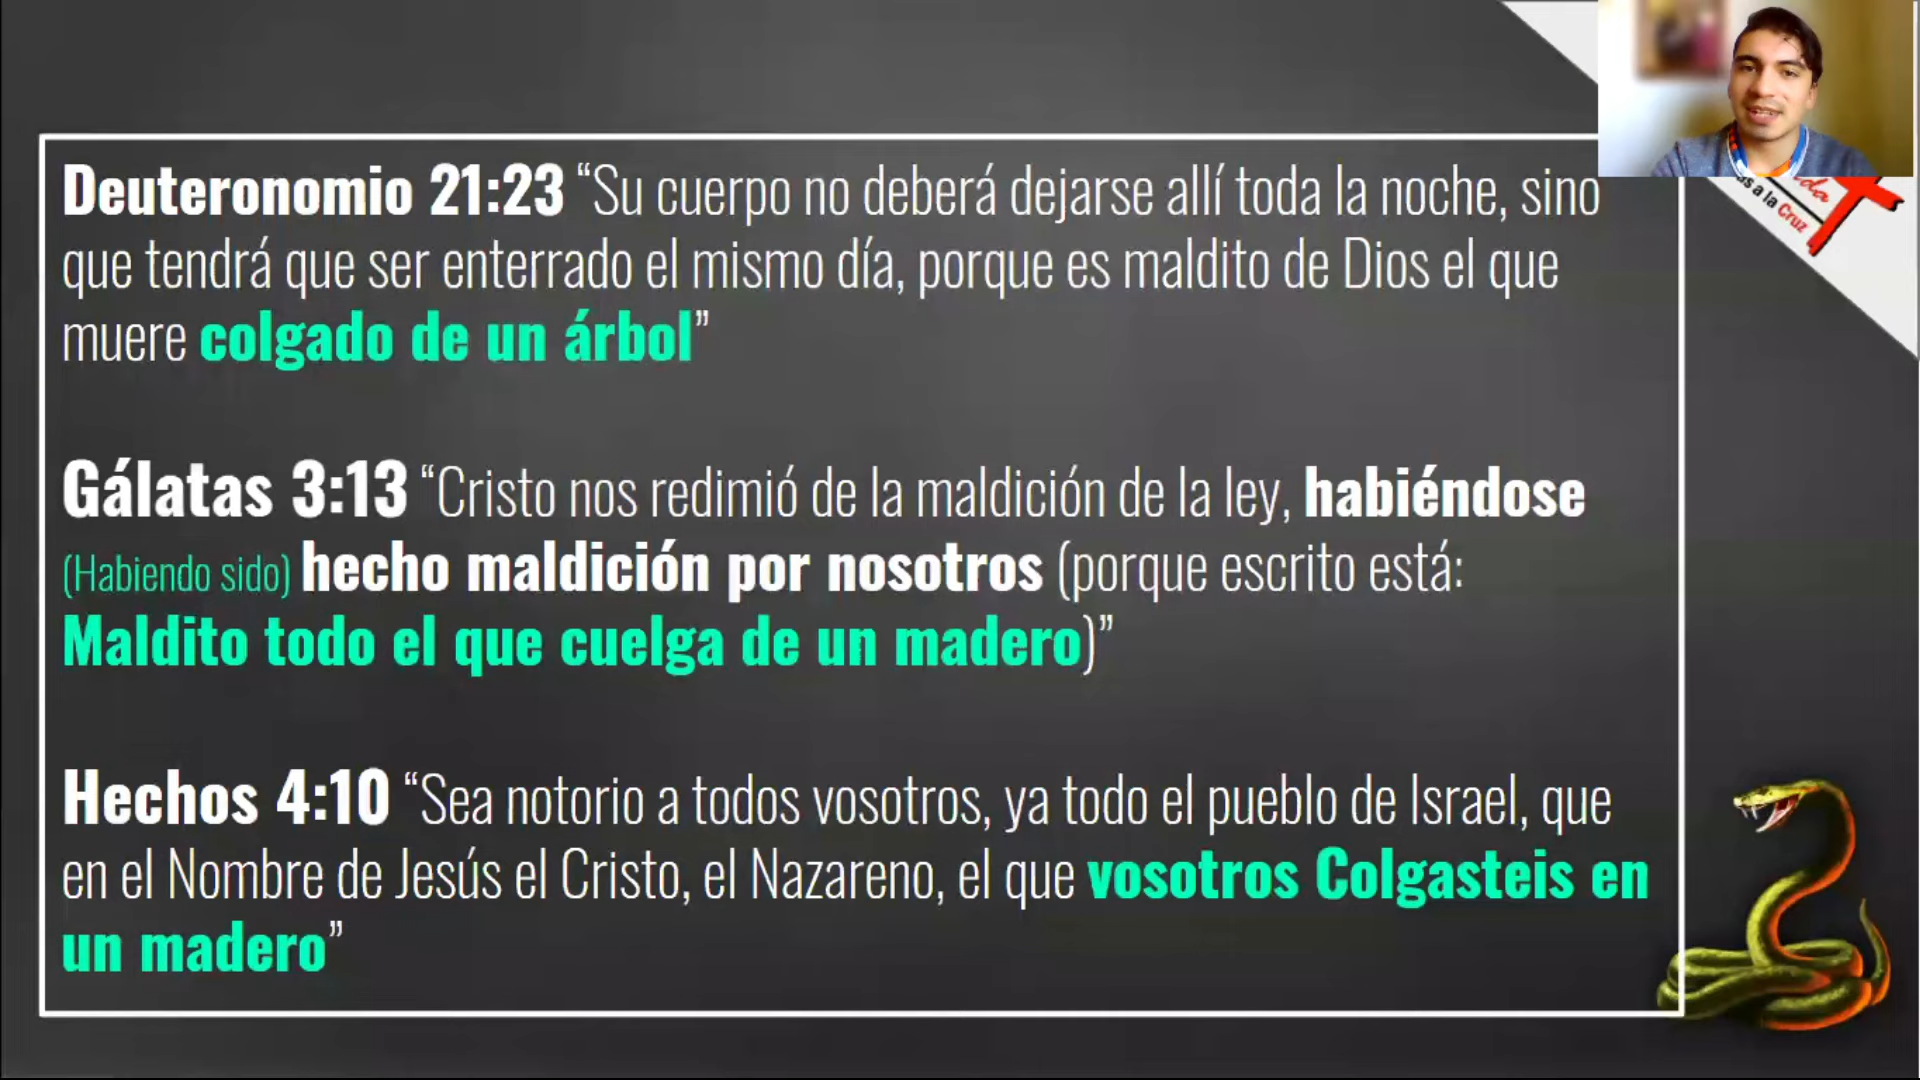 Deuteronomio 21:23 “Su cuerpo no deberá dejarse allí toda la noche, sino
que tendrá que ser enterrado el mismo día, porque es maldito de Dios el que
muere colgado de un árbol”
Gálatas 3:13 “Cristo nos redimió de la maldición de la ley, habiéndose
(Habiendo sido) hecho maldición por nosotros (porque escrito está:
Maldito todo el que cuelga de un madero)”
Hechos 4:10 “Sea notorio a todos vosotros, ya todo el pueblo de Israel, que
en el Nombre de Jesús el Cristo, el Nazareno, el que vosotros Colgasteis en
un madero”
a la Cruz